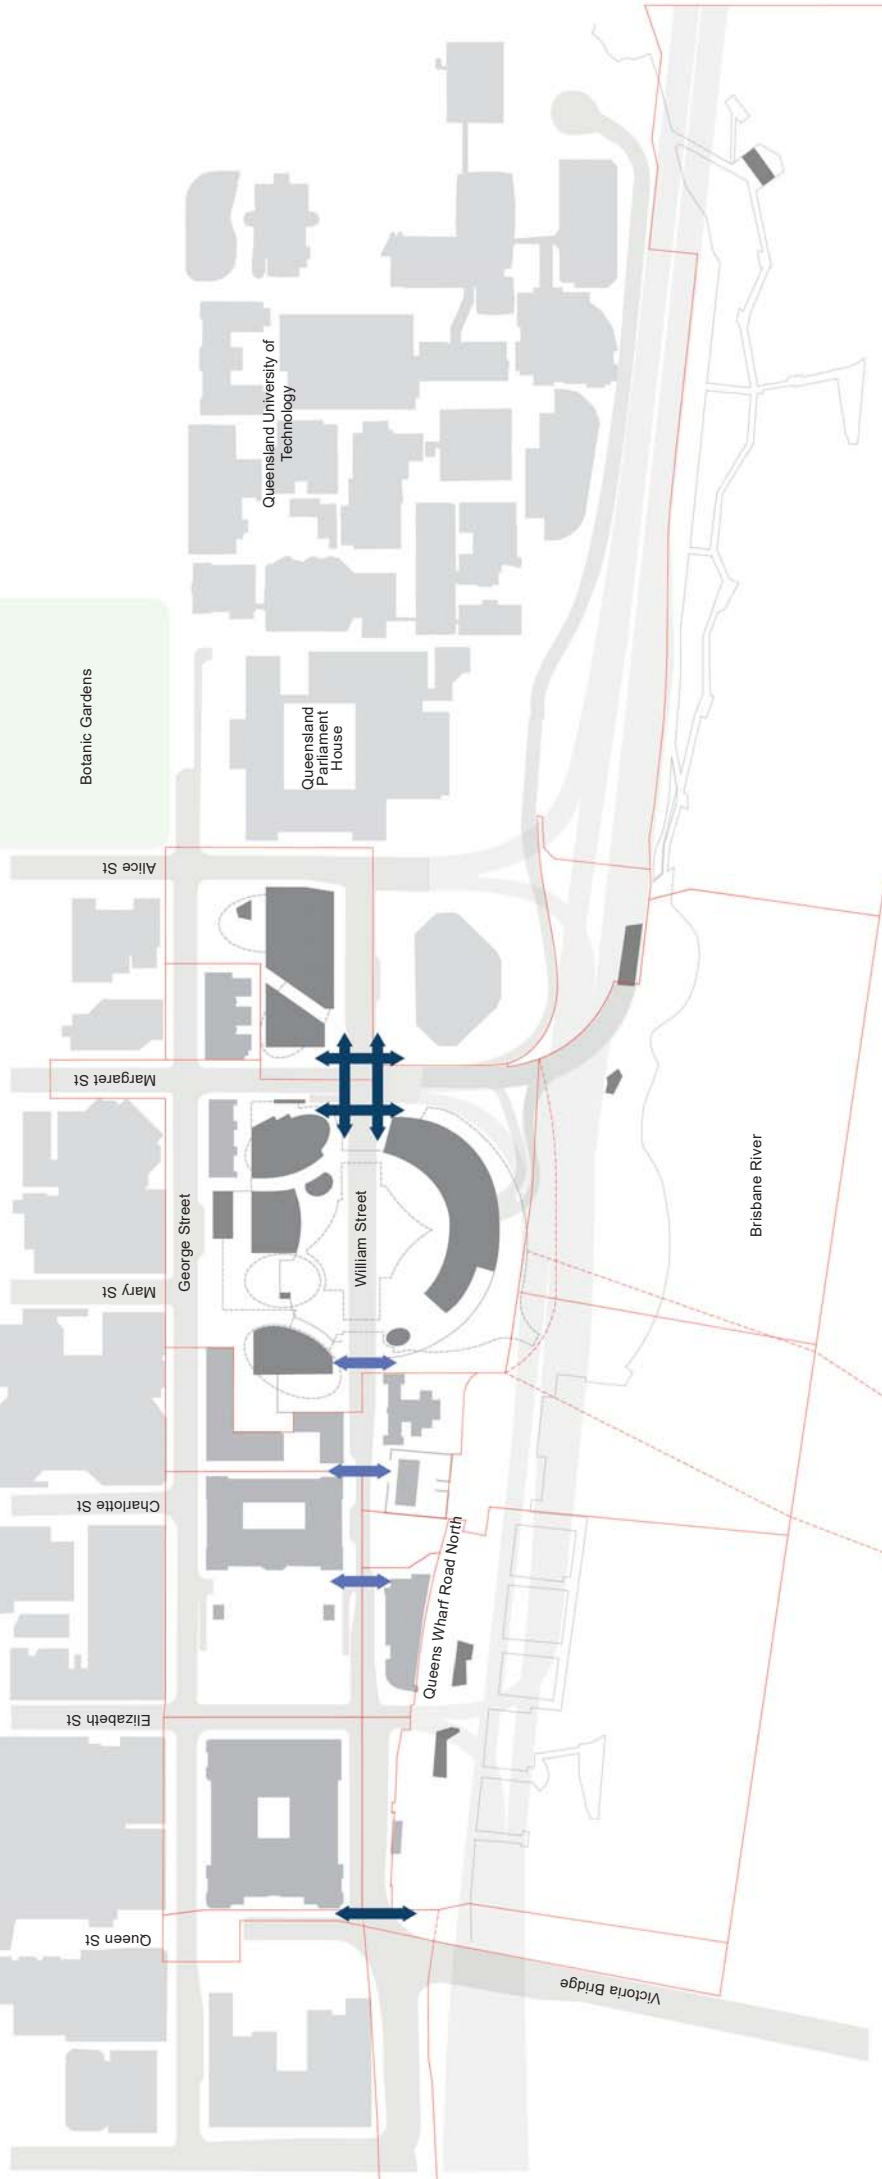 Queensland University of
Technology
Botanic Gardens
Queensland
Parliament
House
Alice St
Margaret St
George Street
William Street
Brisbane River
Mary St
Charlotte St
Queens Wharf Road North
Elizabeth St
Queen St
Victoria Bridge